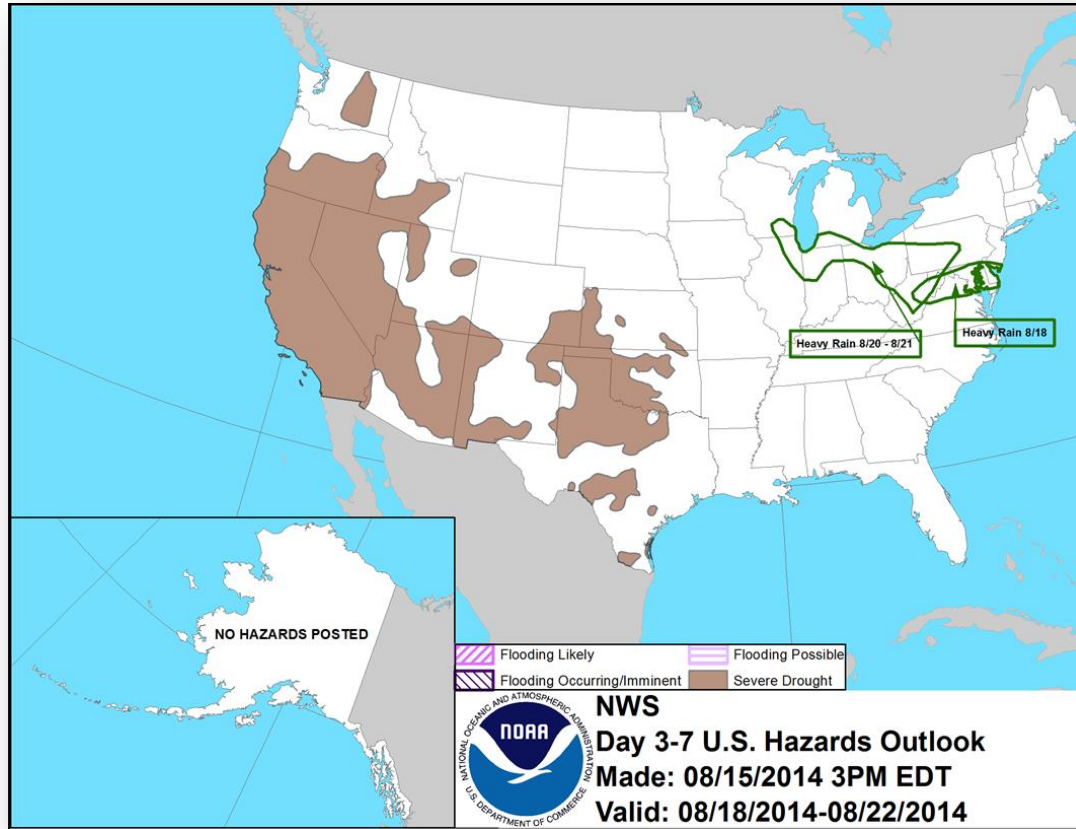 Heavy Rain 8/20 - 8/21
Heavy Rain 8/18
NO HAZARDS POSTED
Flooding Likely
Flooding Possible
Flooding Occurring/Imminent
Severe Drought
NATIONAL OCEANIC AND ATMOSPHERIC ADMINISTRATION
NOAA
U.S. DEPARTMENT OF COMMERCE
NWS
Day 3-7 U.S. Hazards Outlook
Made: 08/15/2014 3PM EDT
Valid: 08/18/2014-08/22/2014